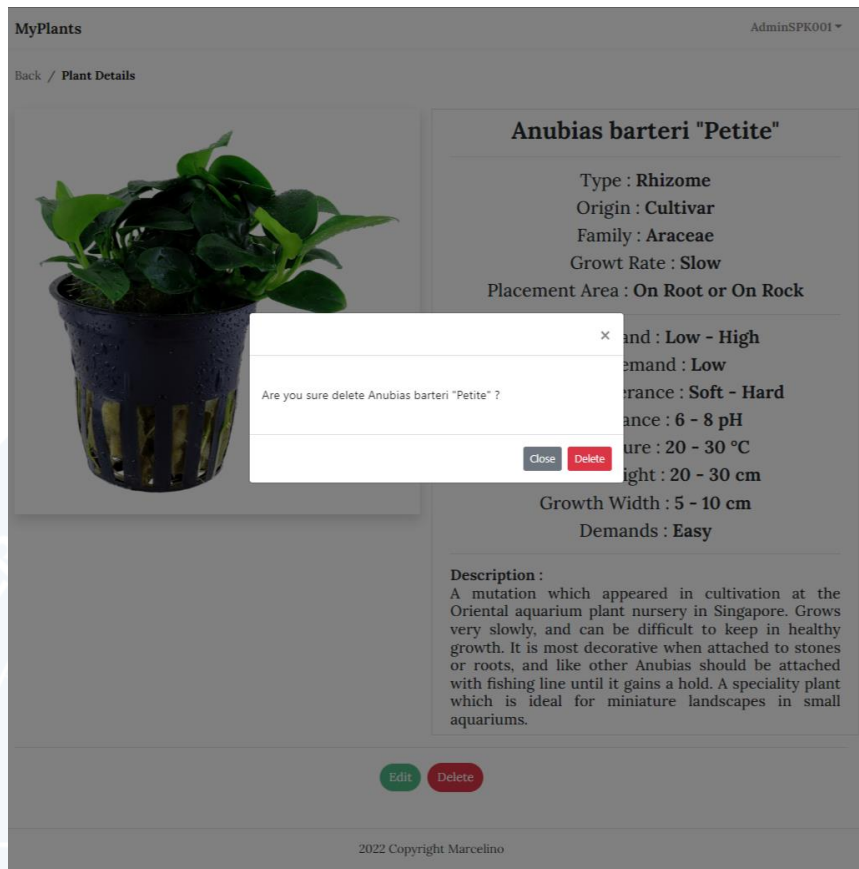 MyPlants
AdminSPK001
Back / Plant Details
Anubias barteri "Petite"
Type : Rhizome
Origin : Cultivar
Family : Araceae
Growt Rate : Slow
Placement Area : On Root or On Rock
×
and : Low - High
emand : Low
erance : Soft - Hard
ance : 6 - 8 pH
ure : 20 - 30 °C
ight : 20 - 30 cm
Growth Width : 5 - 10 cm
Demands : Easy
Are you sure delete Anubias barteri "Petite" ?
Close
Delete
Description :
A mutation which appeared in cultivation at the
Oriental aquarium plant nursery in Singapore. Grows
very slowly, and can be difficult to keep in healthy
growth. It is most decorative when attached to stones
or roots, and like other Anubias should be attached
with fishing line until it gains a hold. A speciality plant
which is ideal for miniature landscapes in small
aquariums.
Edit
Delete
2022 Copyright Marcelino